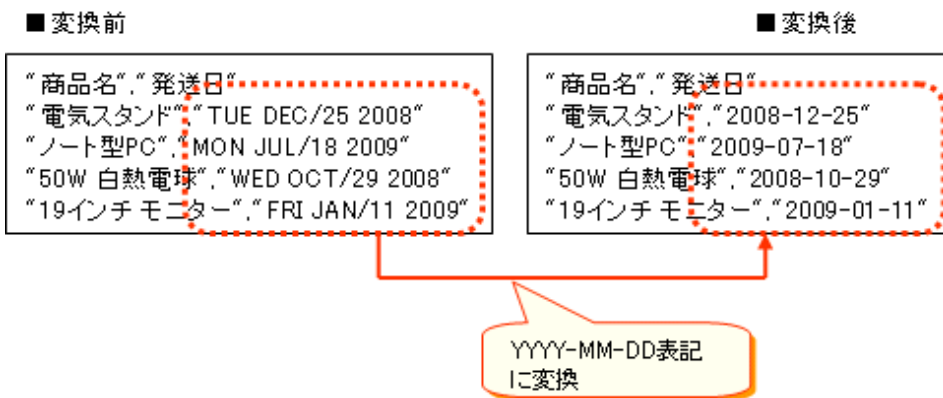 ■変換前
"商品名","発送日"
"電気スタンド","TUE DEC/25 2008"
"ノート型PC","MON JUL/18 2009"
"50W 白熱電球","WED OCT/29 2008"
"19インチ モニター","FRI JAN/11 2009"
■変換後
"商品名","発送日"
"電気スタンド","2008-12-25"
"ノート型PC","2009-07-18"
"50W 白熱電球","2008-10-29"
"19インチ モニター","2009-01-11"
YYYY-MM-DD表記
に変換